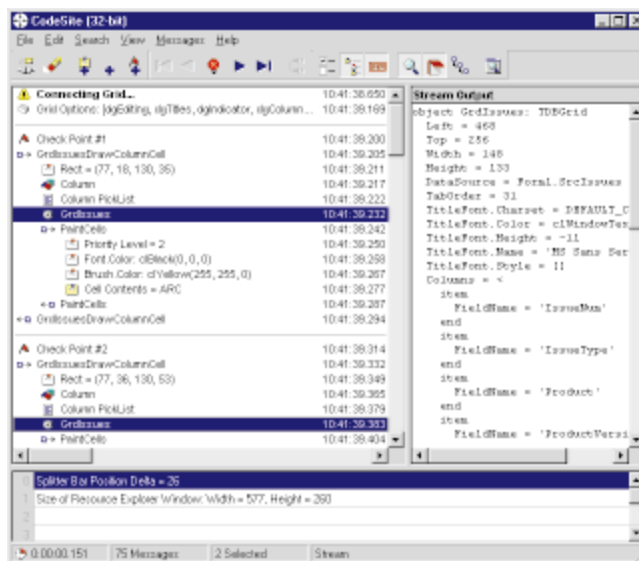 CodeSite (32-bit)
File Edit Search View Messages Help
Connecting Grid... 10:41:38.650
Grid Options: [dgEditing, dgTitles, dgIndicator, dgColumn... 10:41:39.169
Check Point #1 10:41:39.200
GrdIssuesDrawColumnCell 10:41:39.205
Rect = (77, 18, 130, 35) 10:41:39.211
Column 10:41:39.217
Column PickList 10:41:39.222
GrdIssues 10:41:39.232
PaintCells 10:41:39.242
Priority Level = 2 10:41:39.250
Font.Color: clBlack(0, 0, 0) 10:41:39.258
Brush.Color: clYellow(255, 255, 0) 10:41:39.267
Cell Contents = ARC 10:41:39.277
PaintCells 10:41:39.287
GrdIssuesDrawColumnCell 10:41:39.294
Check Point #2 10:41:39.314
GrdIssuesDrawColumnCell 10:41:39.332
Rect = (77, 36, 130, 53) 10:41:39.349
Column 10:41:39.365
Column PickList 10:41:39.379
GrdIssues 10:41:39.383
PaintCells 10:41:39.404
Stream Output
object GrdIssues: TDBGrid
Left = 468
Top = 256
Width = 148
Height = 133
DataSource = Form1.SrcIssues
TabOrder = 31
TitleFont.Charset = DEFAULT_C
TitleFont.Color = clWindowTex
TitleFont.Height = -11
TitleFont.Name = 'MS Sans Ser
TitleFont.Style = []
Columns = <
item
FieldName = 'IssueNum'
end
item
FieldName = 'IssueType'
end
item
FieldName = 'Product'
end
item
FieldName = 'ProductVersi
0 Splitter Bar Position Delta = 26
1 Size of Resource Explorer Window: Width = 577, Height = 260
2
3
0:00:00.151 75 Messages 2 Selected Stream